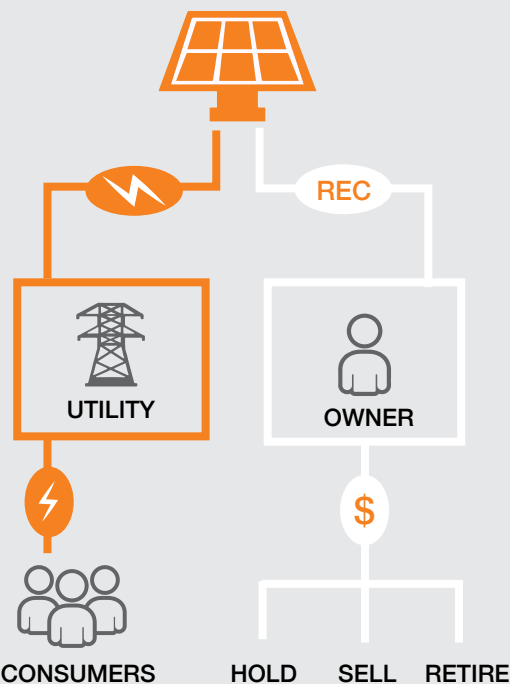 REC
UTILITY
OWNER
$
CONSUMERS
HOLD
SELL
RETIRE